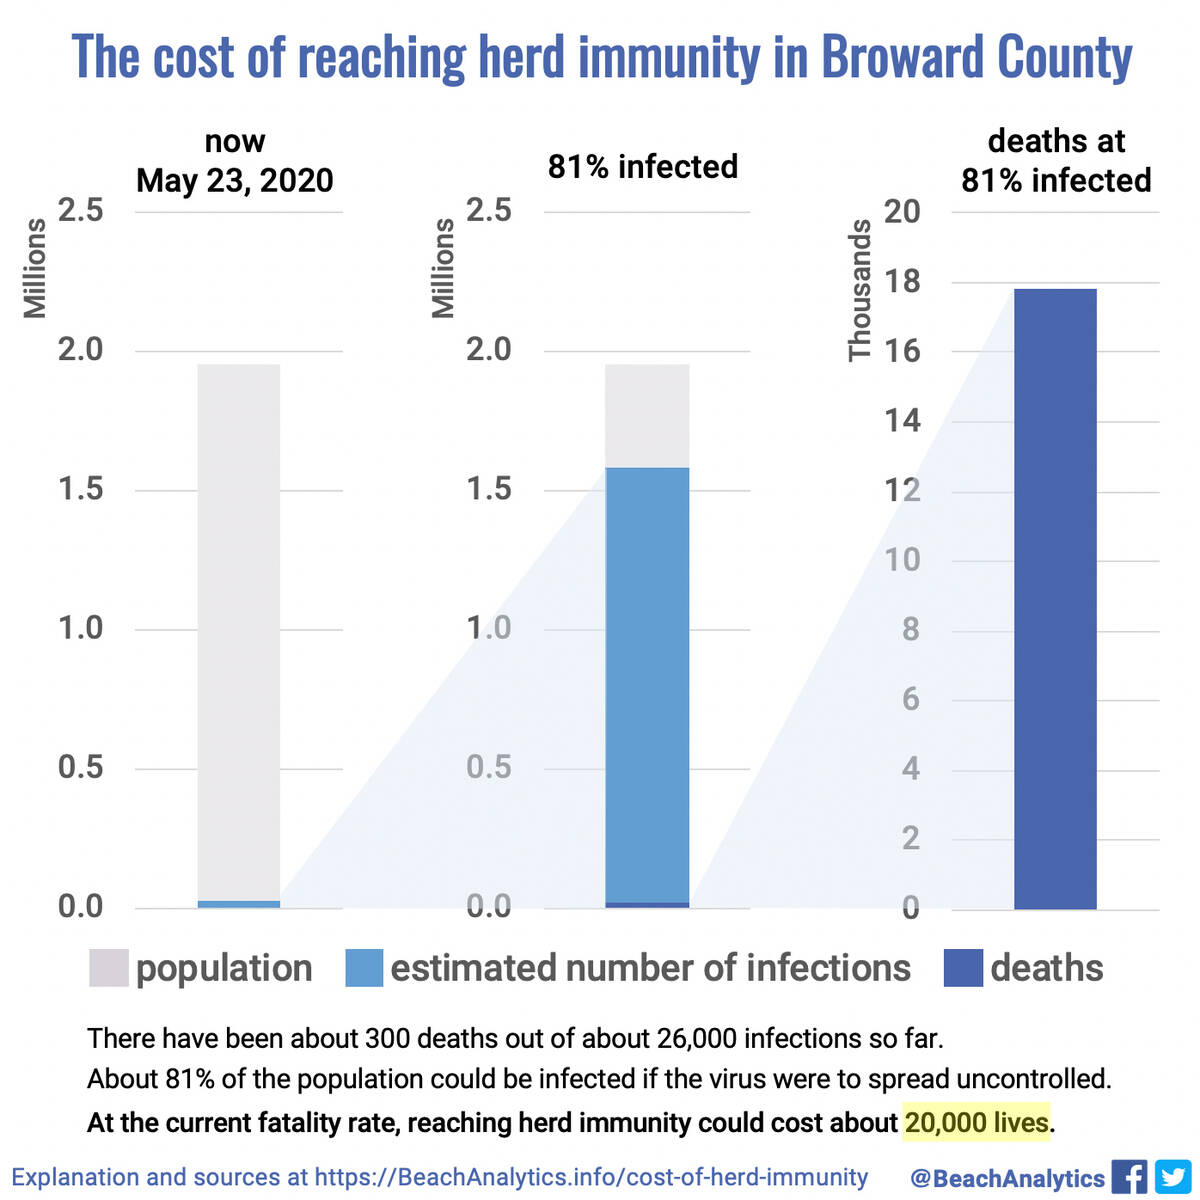 The cost of reaching herd immunity in Broward County
now
May 23, 2020
Millions
2.5
2.0
1.5
1.0
0.5
0.0
81% infected
Millions
2.5
2.0
1.5
1.0
0.5
0.0
deaths at
81% infected
Thousands
20
18
16
14
12
10
8
6
4
2
0
population estimated number of infections deaths
There have been about 300 deaths out of about 26,000 infections so far.
About 81% of the population could be infected if the virus were to spread uncontrolled.
At the current fatality rate, reaching herd immunity could cost about 20,000 lives.
Explanation and sources at https://BeachAnalytics.info/cost-of-herd-immunity @BeachAnalytics